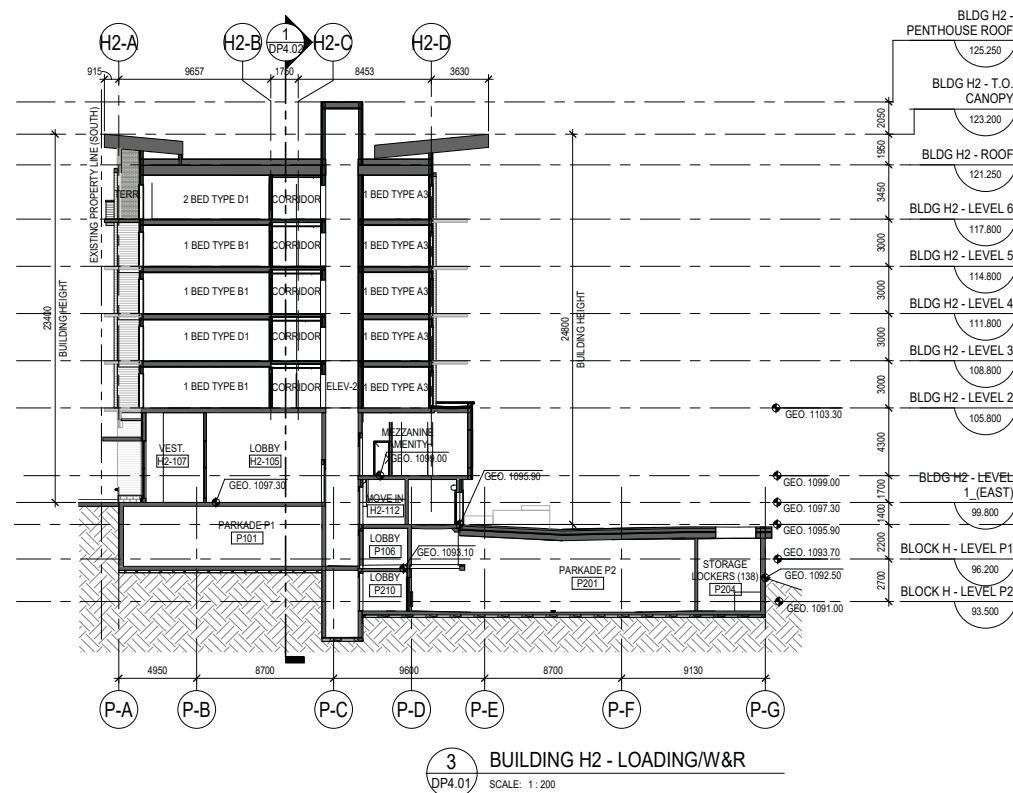 H2-A
H2-B
1
DP4.02
H2-C
H2-D
915
9657
1750
8453
3630
BLDG H2 -
PENTHOUSE ROOF
125.250
BLDG H2 - T.O.
CANOPY
123.200
BLDG H2 - ROOF
121.250
BLDG H2 - LEVEL 6
117.800
BLDG H2 - LEVEL 5
114.800
BLDG H2 - LEVEL 4
111.800
BLDG H2 - LEVEL 3
108.800
BLDG H2 - LEVEL 2
105.800
BLDG H2 - LEVEL
1_(EAST)
99.800
BLOCK H - LEVEL P1
96.200
BLOCK H - LEVEL P2
93.500
2050
1950
3450
3000
3000
3000
3000
4300
1700
1400
2200
2700
EXISTING PROPERTY LINE (SOUTH)
23400
BUILDING HEIGHT
24800
BUILDING HEIGHT
TERR.
2 BED TYPE D1
CORRIDOR
1 BED TYPE A3
1 BED TYPE B1
CORRIDOR
1 BED TYPE A3
1 BED TYPE B1
CORRIDOR
1 BED TYPE A3
1 BED TYPE D1
CORRIDOR
1 BED TYPE A3
1 BED TYPE B1
CORRIDOR
ELEV-2
1 BED TYPE A3
VEST.
H2-107
LOBBY
H2-105
GEO. 1097.30
MEZZANINE
AMENITY
GEO. 1099.00
MOVE IN
H2-112
GEO. 1095.90
PARKADE P1
P101
LOBBY
P106
GEO. 1093.10
LOBBY
P210
PARKADE P2
P201
STORAGE
LOCKERS (138)
P204
GEO. 1103.30
GEO. 1099.00
GEO. 1097.30
GEO. 1095.90
GEO. 1093.70
GEO. 1092.50
GEO. 1091.00
4950
8700
9600
8700
9130
P-A
P-B
P-C
P-D
P-E
P-F
P-G
3
DP4.01
BUILDING H2 - LOADING/W&R
SCALE: 1 : 200